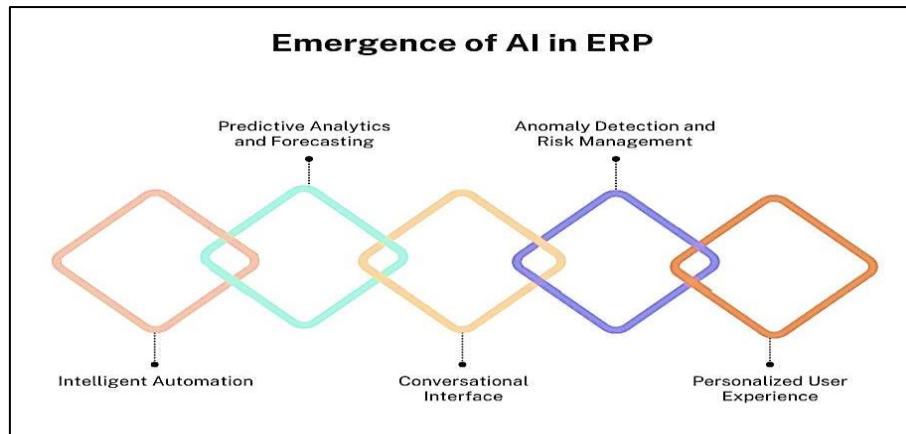 Emergence of AI in ERP
Predictive Analytics
and Forecasting
Anomaly Detection and
Risk Management
Intelligent Automation
Conversational
Interface
Personalized User
Experience